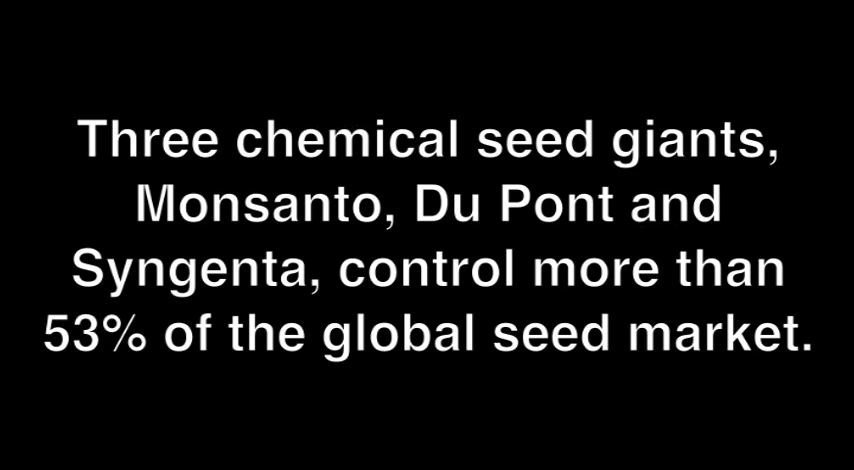 Three chemical seed giants,
Monsanto, Du Pont and
Syngenta, control more than
53% of the global seed market.